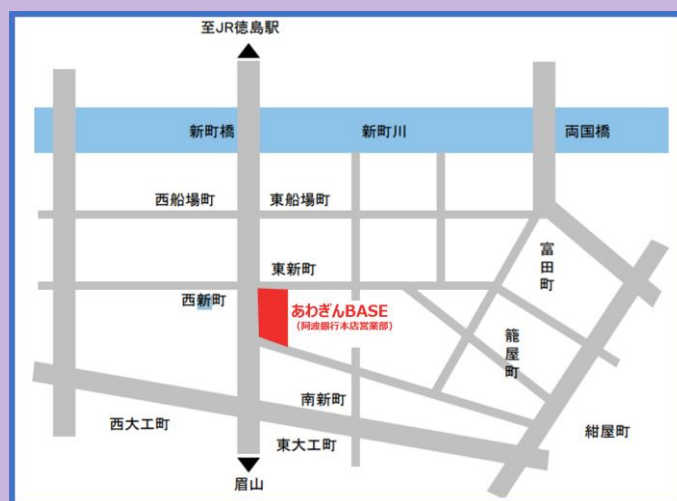 至JR徳島駅
新町橋
新町川
両国橋
西船場町
東船場町
東新町
富田町
西新町
あわぎんBASE
（阿波銀行本店営業部）
籠屋町
南新町
西大工町
東大工町
紺屋町
眉山